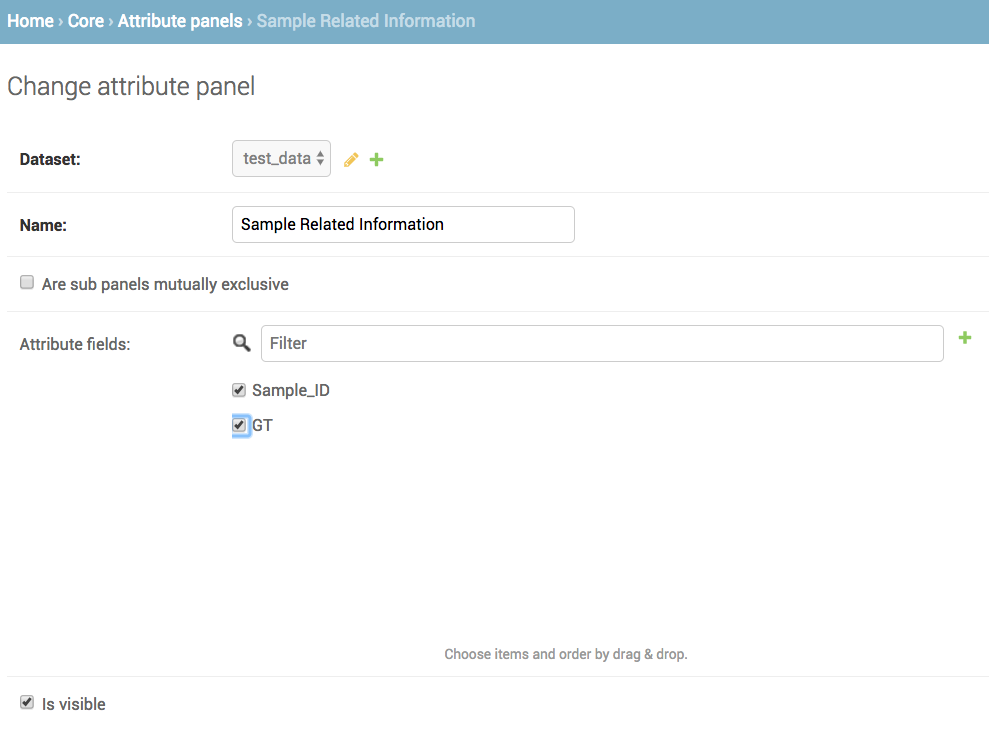 Home › Core › Attribute panels › Sample Related Information
Change attribute panel
Dataset: test_data
Name: Sample Related Information
Are sub panels mutually exclusive
Attribute fields: Filter
Sample_ID
GT
Choose items and order by drag & drop.
Is visible